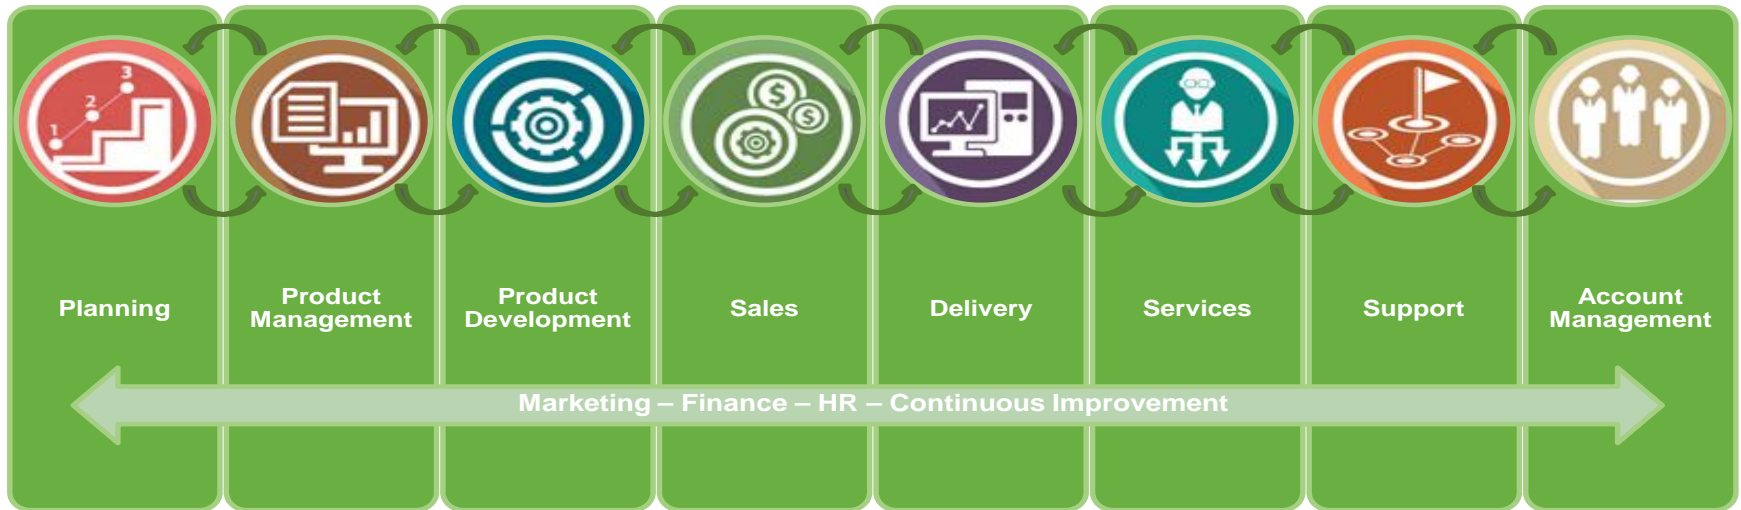 1
2
3
$
$
Planning
Product
Management
Product
Development
Sales
Delivery
Services
Support
Account
Management
Marketing – Finance – HR – Continuous Improvement